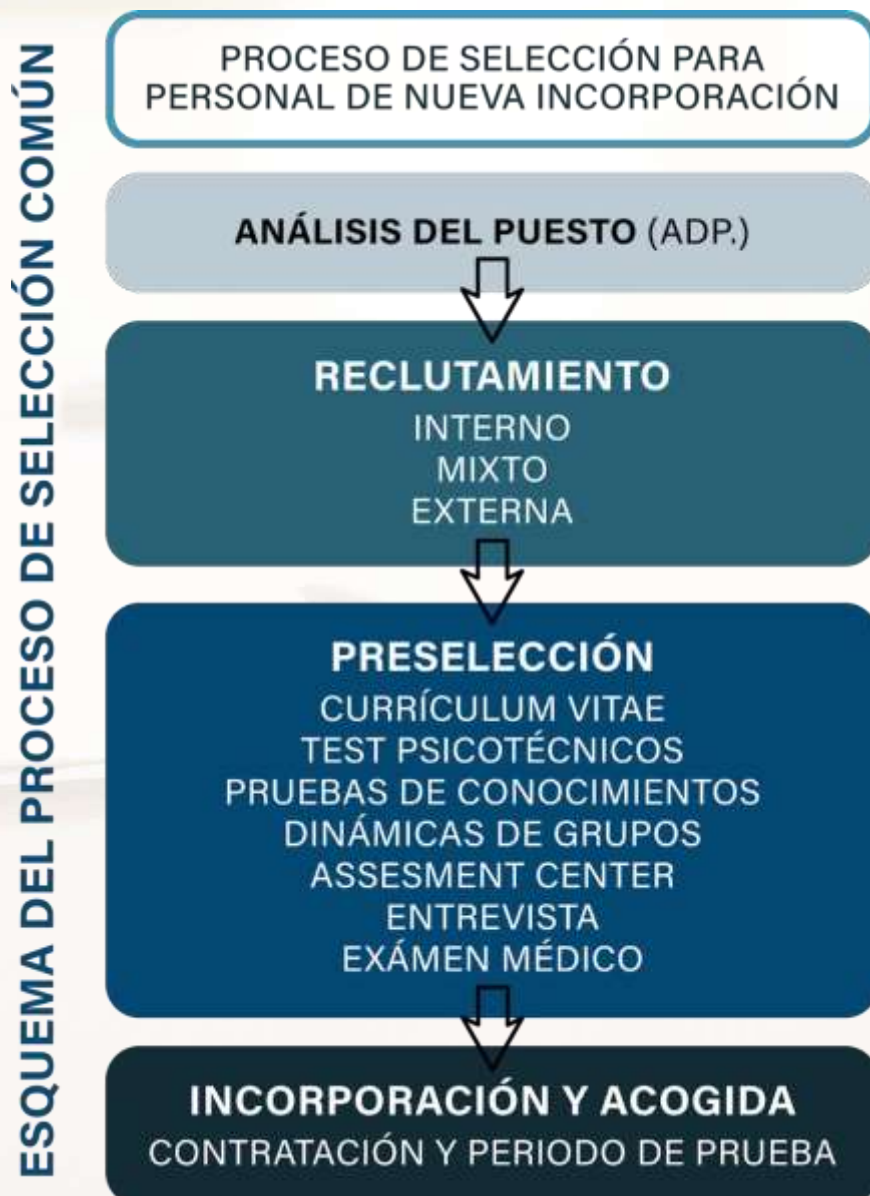 ESQUEMA DEL PROCESO DE SELECCIÓN COMÚN
PROCESO DE SELECCIÓN PARA
PERSONAL DE NUEVA INCORPORACIÓN
ANÁLISIS DEL PUESTO (ADP.)
RECLUTAMIENTO
INTERNO
MIXTO
EXTERNA
PRESELECCIÓN
CURRÍCULUM VITAE
TEST PSICOTÉCNICOS
PRUEBAS DE CONOCIMIENTOS
DINÁMICAS DE GRUPOS
ASSESMENT CENTER
ENTREVISTA
EXÁMEN MÉDICO
INCORPORACIÓN Y ACOGIDA
CONTRATACIÓN Y PERIODO DE PRUEBA